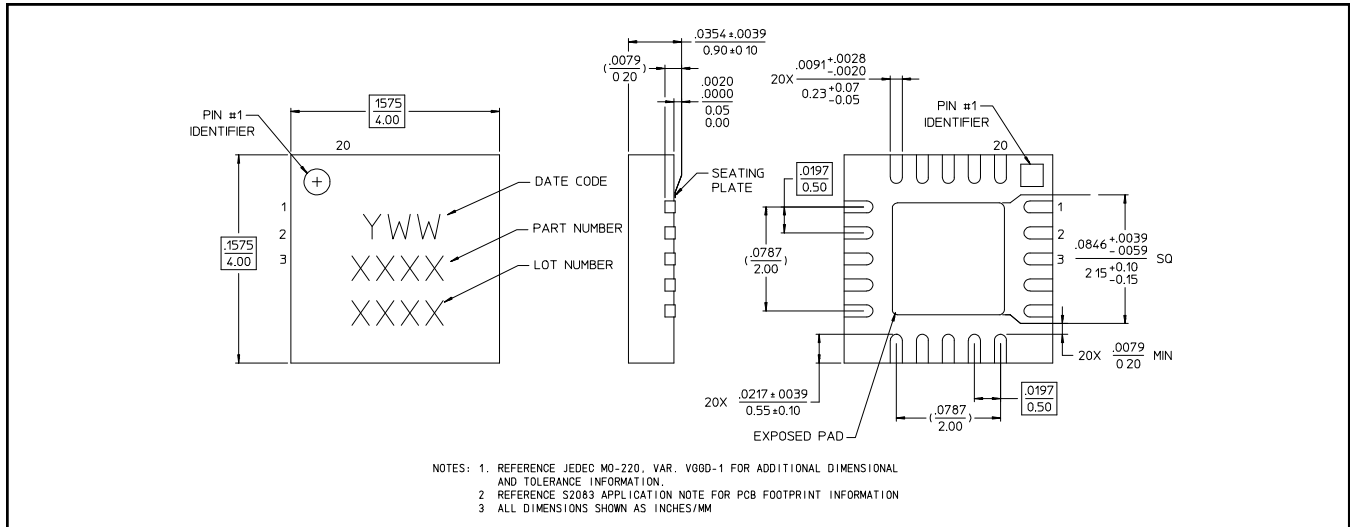 .0354 ±.0039
0.90 ±0 10
(.0079
0 20)
.0020
.0000
0.05
0.00
20X .0091 +.0028
-.0020
0.23 +0.07
-0.05
.1575
4.00
PIN #1
IDENTIFIER
20
PIN #1
IDENTIFIER
20
SEATING
PLATE
.0197
0.50
DATE CODE
YWW
PART NUMBER
XXXX
LOT NUMBER
XXXX
1
2
3
.1575
4.00
(.0787
2.00)
1
2
3
.0846 +.0039
-.0059 SQ
2 15 +0.10
-0.15
20X .0079 MIN
0 20
20X .0217 ± 0039
0.55 ±0.10
(.0787
2.00)
.0197
0.50
EXPOSED PAD
NOTES: 1. REFERENCE JEDEC MO-220, VAR. VGGD-1 FOR ADDITIONAL DIMENSIONAL
AND TOLERANCE INFORMATION.
2 REFERENCE S2083 APPLICATION NOTE FOR PCB FOOTPRINT INFORMATION
3 ALL DIMENSIONS SHOWN AS INCHES/MM